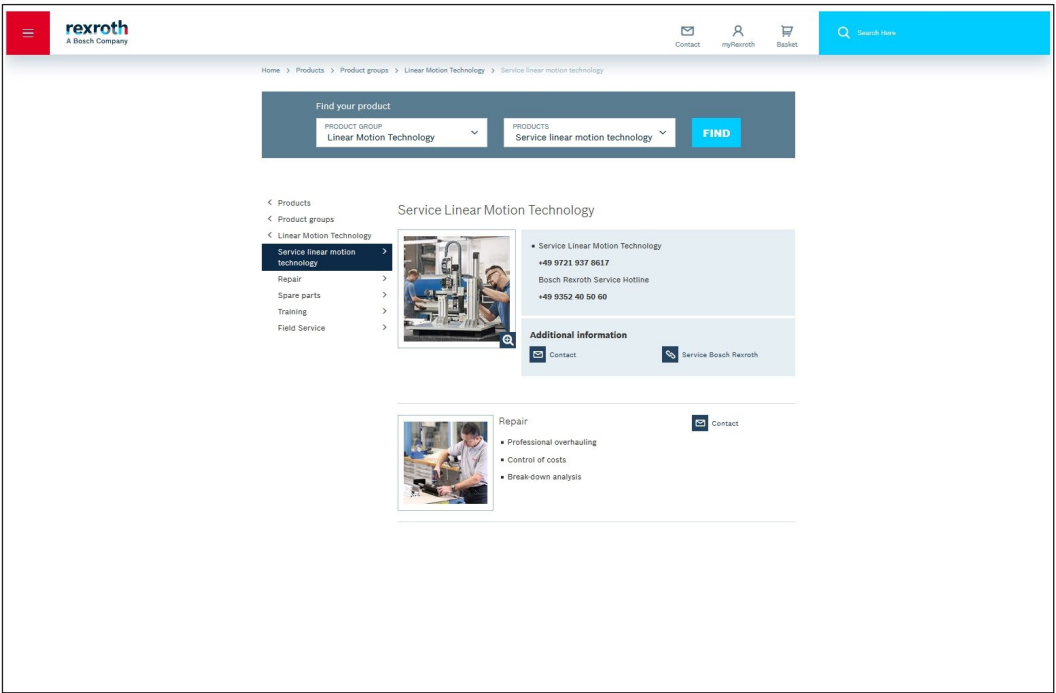 rexroth
A Bosch Company
Contact
myRexroth
Basket
Search Here
Home > Products > Product groups > Linear Motion Technology > Service linear motion technology
Find your product
PRODUCT GROUP
Linear Motion Technology
PRODUCTS
Service linear motion technology
FIND
Products
Product groups
Linear Motion Technology
Service linear motion
technology
Repair
Spare parts
Training
Field Service
Service Linear Motion Technology
Service Linear Motion Technology
+49 9721 937 8617
Bosch Rexroth Service Hotline
+49 9352 40 50 60
Additional information
Contact
Service Bosch Rexroth
Repair
Professional overhauling
Control of costs
Break-down analysis
Contact